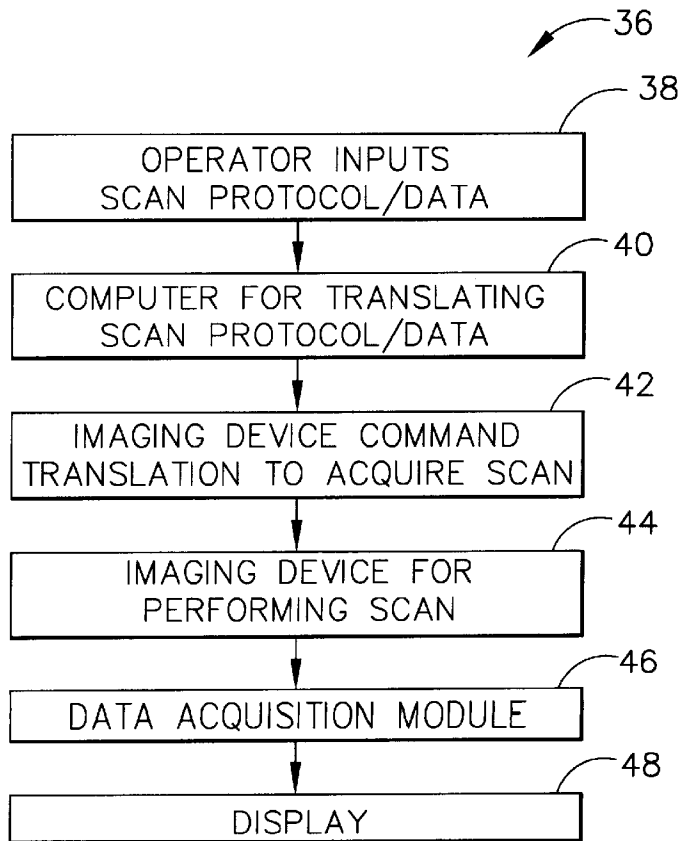 36
38
OPERATOR INPUTS
SCAN PROTOCOL/DATA
40
COMPUTER FOR TRANSLATING
SCAN PROTOCOL/DATA
42
IMAGING DEVICE COMMAND
TRANSLATION TO ACQUIRE SCAN
44
IMAGING DEVICE FOR
PERFORMING SCAN
46
DATA ACQUISITION MODULE
48
DISPLAY